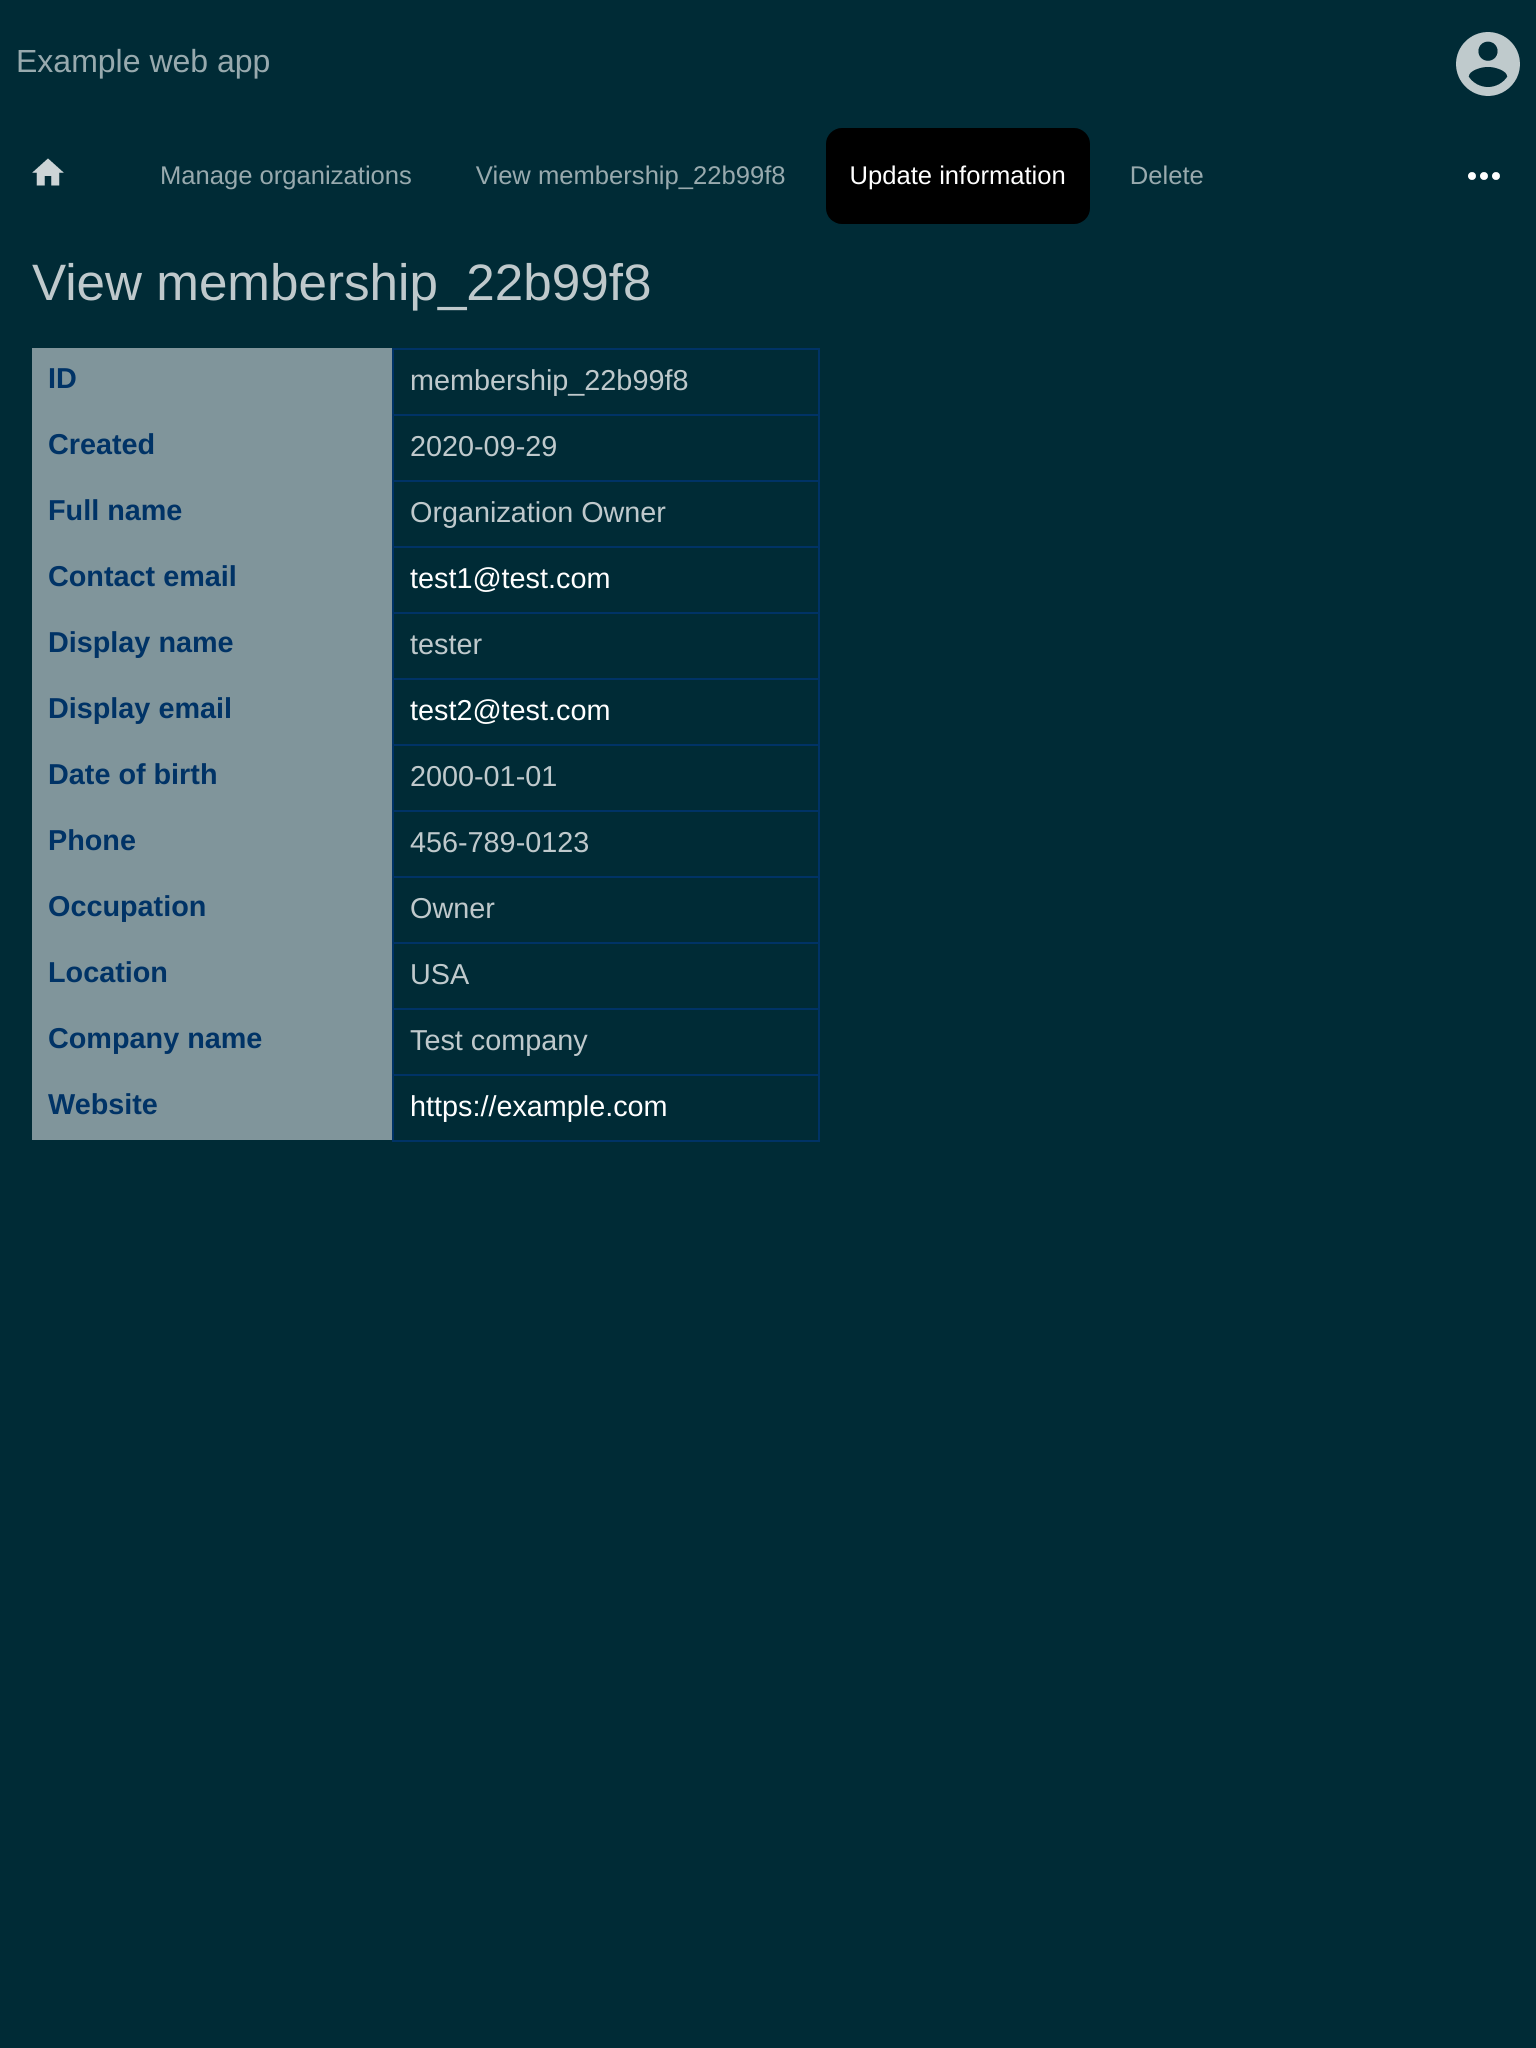 Example web app
Manage organizations View membership_22b99f8 Update information Delete
View membership_22b99f8
ID membership_22b99f8
Created 2020-09-29
Full name Organization Owner
Contact email test1@test.com
Display name tester
Display email test2@test.com
Date of birth 2000-01-01
Phone 456-789-0123
Occupation Owner
Location USA
Company name Test company
Website https://example.com